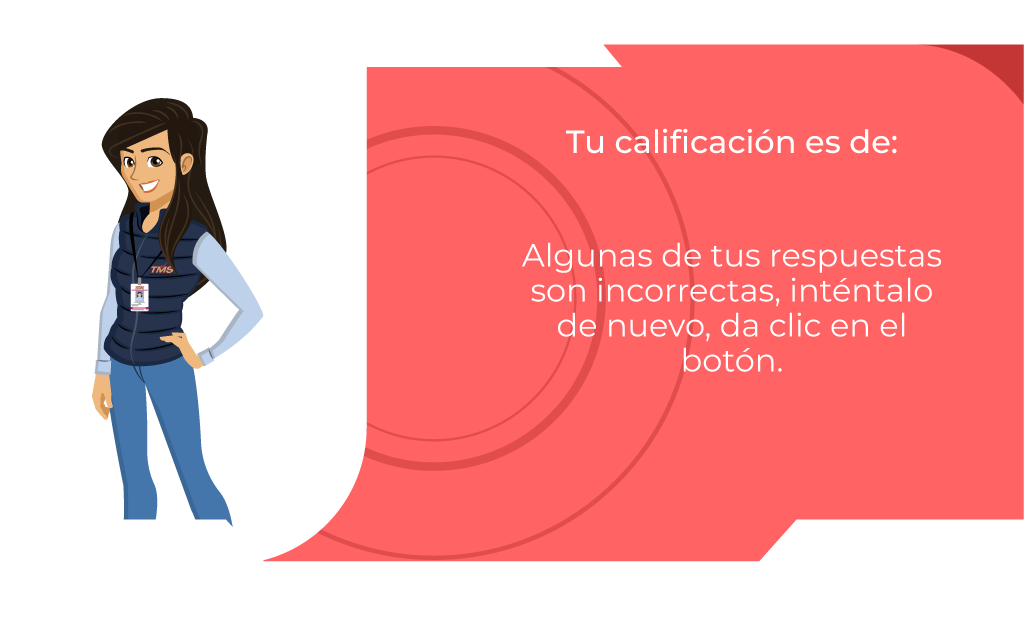 Tu calificación es de:
Algunas de tus respuestas
son incorrectas, inténtalo
de nuevo, da clic en el
botón.
TMS